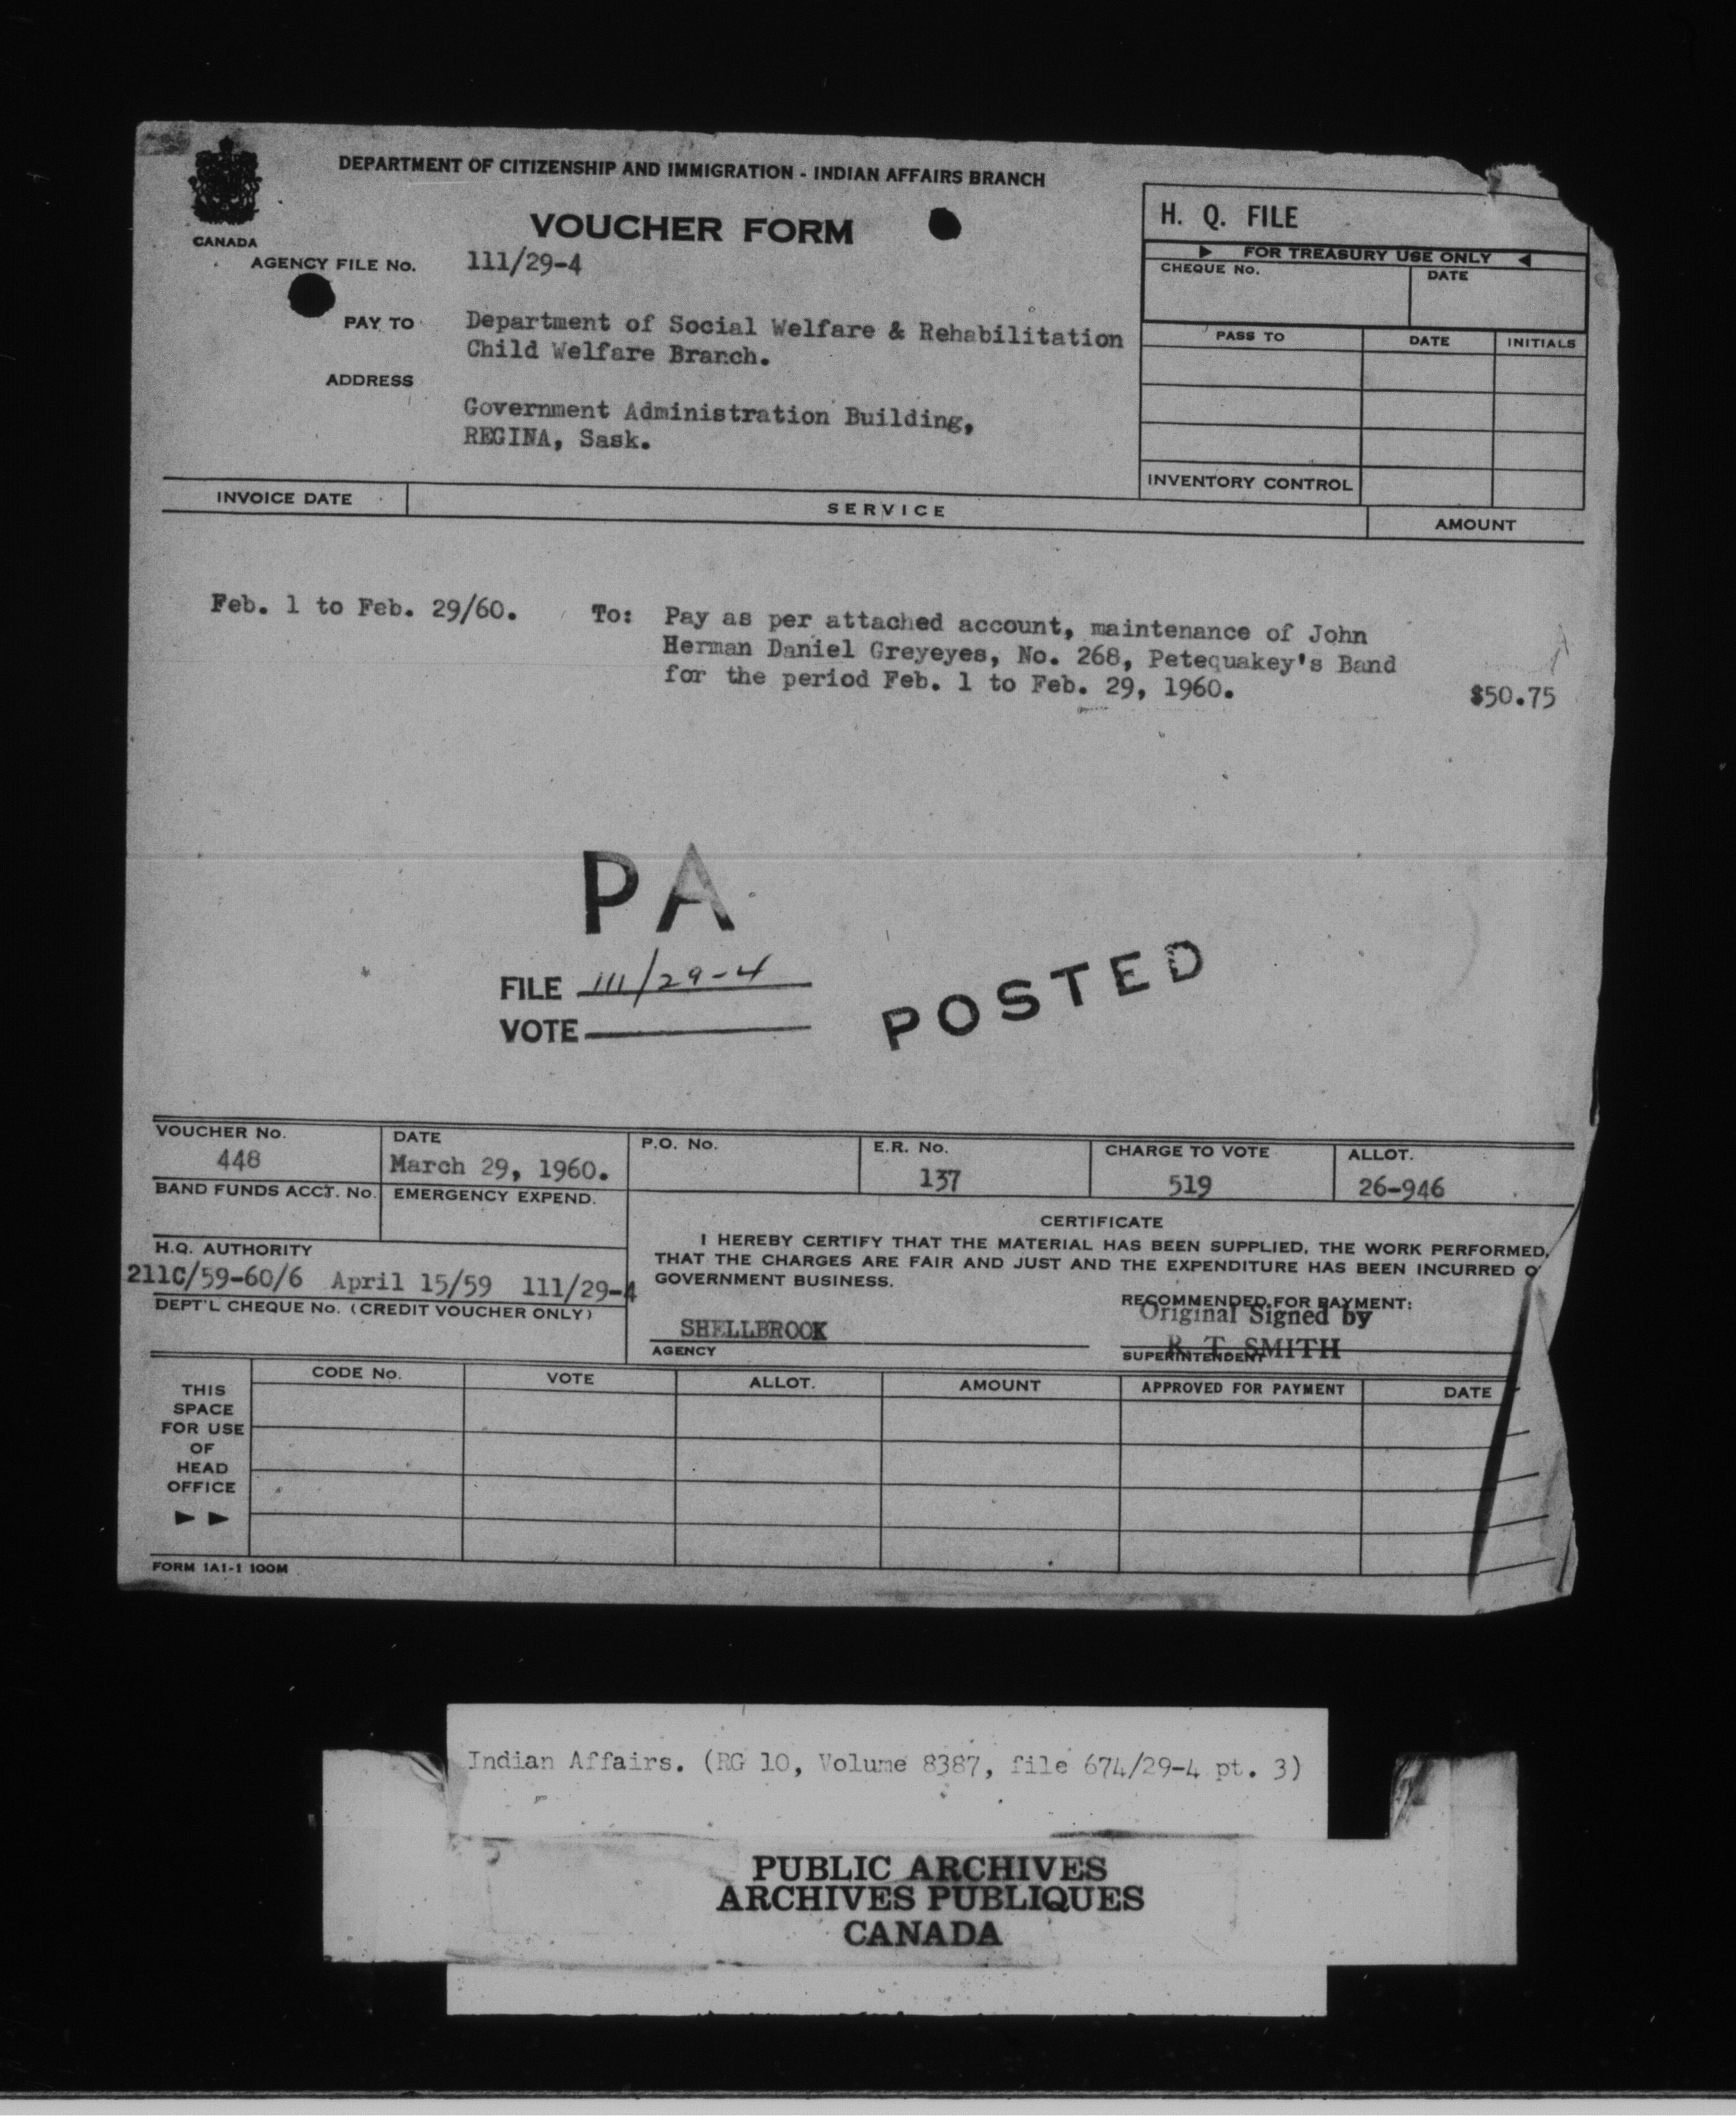 DEPARTMENT OF CITIZENSHIP AND IMMIGRATION - INDIAN AFFAIRS BRANCH
CANADA
VOUCHER FORM
AGENCY FILE No. 111/29-4
PAY TO Department of Social Welfare & Rehabilitation
Child Welfare Branch.
ADDRESS
Government Administration Building,
REGINA, Sask.
H. Q. FILE
FOR TREASURY USE ONLY
CHEQUE No. DATE
PASS TO DATE INITIALS
INVENTORY CONTROL
INVOICE DATE SERVICE AMOUNT
Feb. 1 to Feb. 29/60. To: Pay as per attached account, maintenance of John
Herman Daniel Greyeyes, No. 268, Petequakey's Band
for the period Feb. 1 to Feb. 29, 1960. $50.75
PA
FILE 111/29-4
VOTE
POSTED
VOUCHER No. DATE P.O. No. E.R. No. CHARGE TO VOTE ALLOT.
448 March 29, 1960. 137 519 26-946
BAND FUNDS ACCT. No. EMERGENCY EXPEND.
H.Q. AUTHORITY
211C/59-60/6 April 15/59 111/29-4
DEPT'L CHEQUE No. (CREDIT VOUCHER ONLY)
CERTIFICATE
I HEREBY CERTIFY THAT THE MATERIAL HAS BEEN SUPPLIED, THE WORK PERFORMED,
THAT THE CHARGES ARE FAIR AND JUST AND THE EXPENDITURE HAS BEEN INCURRED O
GOVERNMENT BUSINESS.
RECOMMENDED FOR PAYMENT:
Original Signed by
SHELLBROOK R. T. SMITH
AGENCY SUPERINTENDENT
THIS
SPACE
FOR USE
OF
HEAD
OFFICE
CODE No. VOTE ALLOT. AMOUNT APPROVED FOR PAYMENT DATE
FORM 1A1-1 100M
Indian Affairs. (RG 10, Volume 8387, file 674/29-4 pt. 3)
PUBLIC ARCHIVES
ARCHIVES PUBLIQUES
CANADA